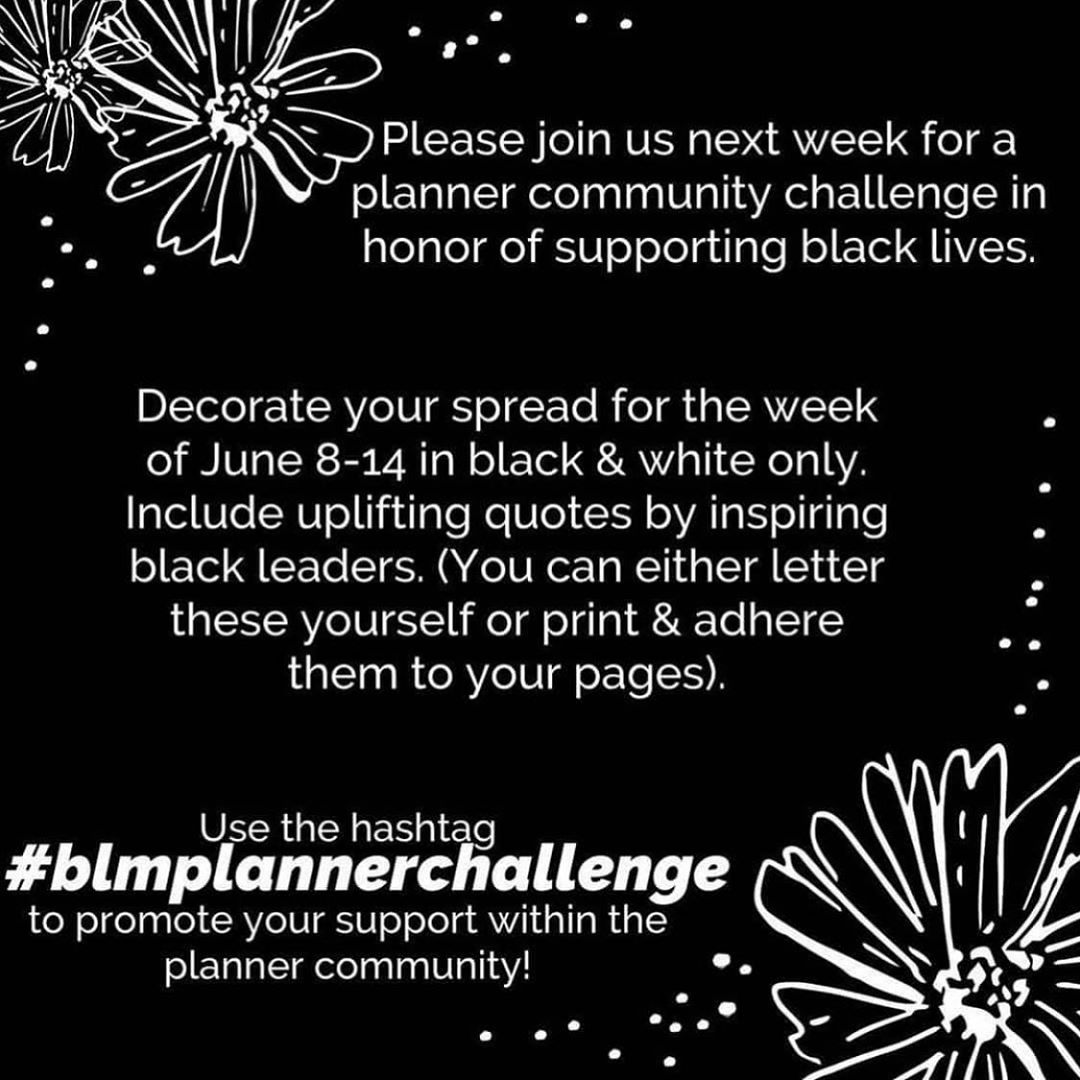 Please join us next week for a
planner community challenge in
honor of supporting black lives.
Decorate your spread for the week
of June 8-14 in black & white only.
Include uplifting quotes by inspiring
black leaders. (You can either letter
these yourself or print & adhere
them to your pages).
Use the hashtag
#blmplannerchallenge
to promote your support within the
planner community!